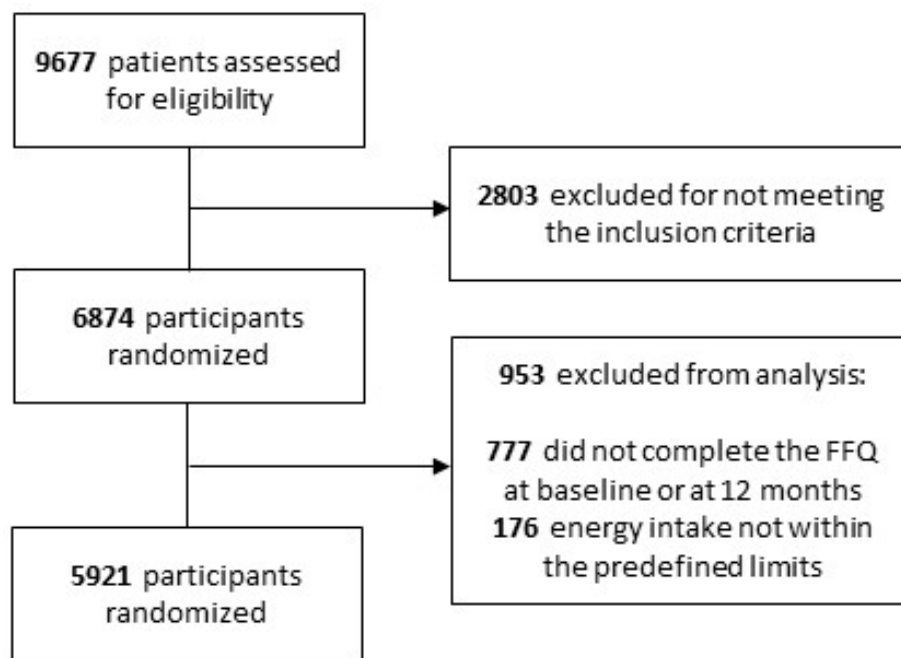 9677 patients assessed
for eligibility
2803 excluded for not meeting
the inclusion criteria
6874 participants
randomized
953 excluded from analysis:
777 did not complete the FFQ
at baseline or at 12 months
176 energy intake not within
the predefined limits
5921 participants
randomized